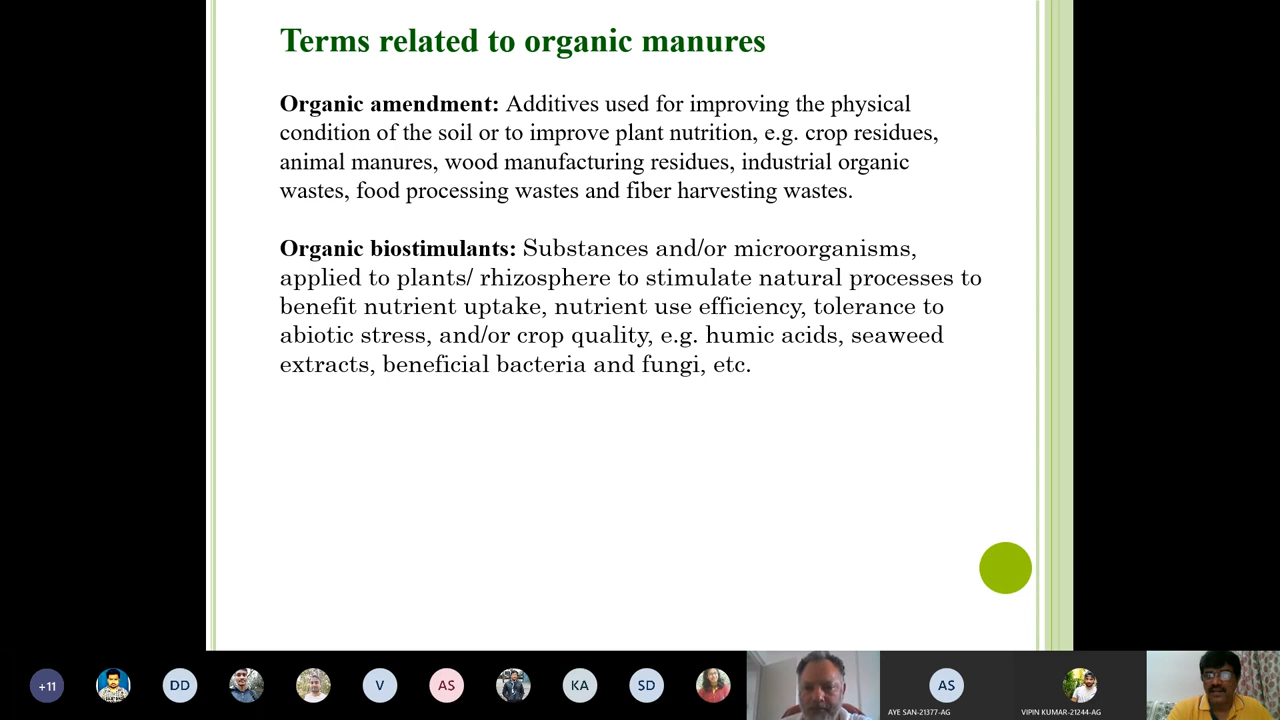 Terms related to organic manures
Organic amendment: Additives used for improving the physical
condition of the soil or to improve plant nutrition, e.g. crop residues,
animal manures, wood manufacturing residues, industrial organic
wastes, food processing wastes and fiber harvesting wastes.
Organic biostimulants: Substances and/or microorganisms,
applied to plants/ rhizosphere to stimulate natural processes to
benefit nutrient uptake, nutrient use efficiency, tolerance to
abiotic stress, and/or crop quality, e.g. humic acids, seaweed
extracts, beneficial bacteria and fungi, etc.
+11 DD V AS KA SD AS
AYE SAN-21377-AG VIPIN KUMAR-21244-AG